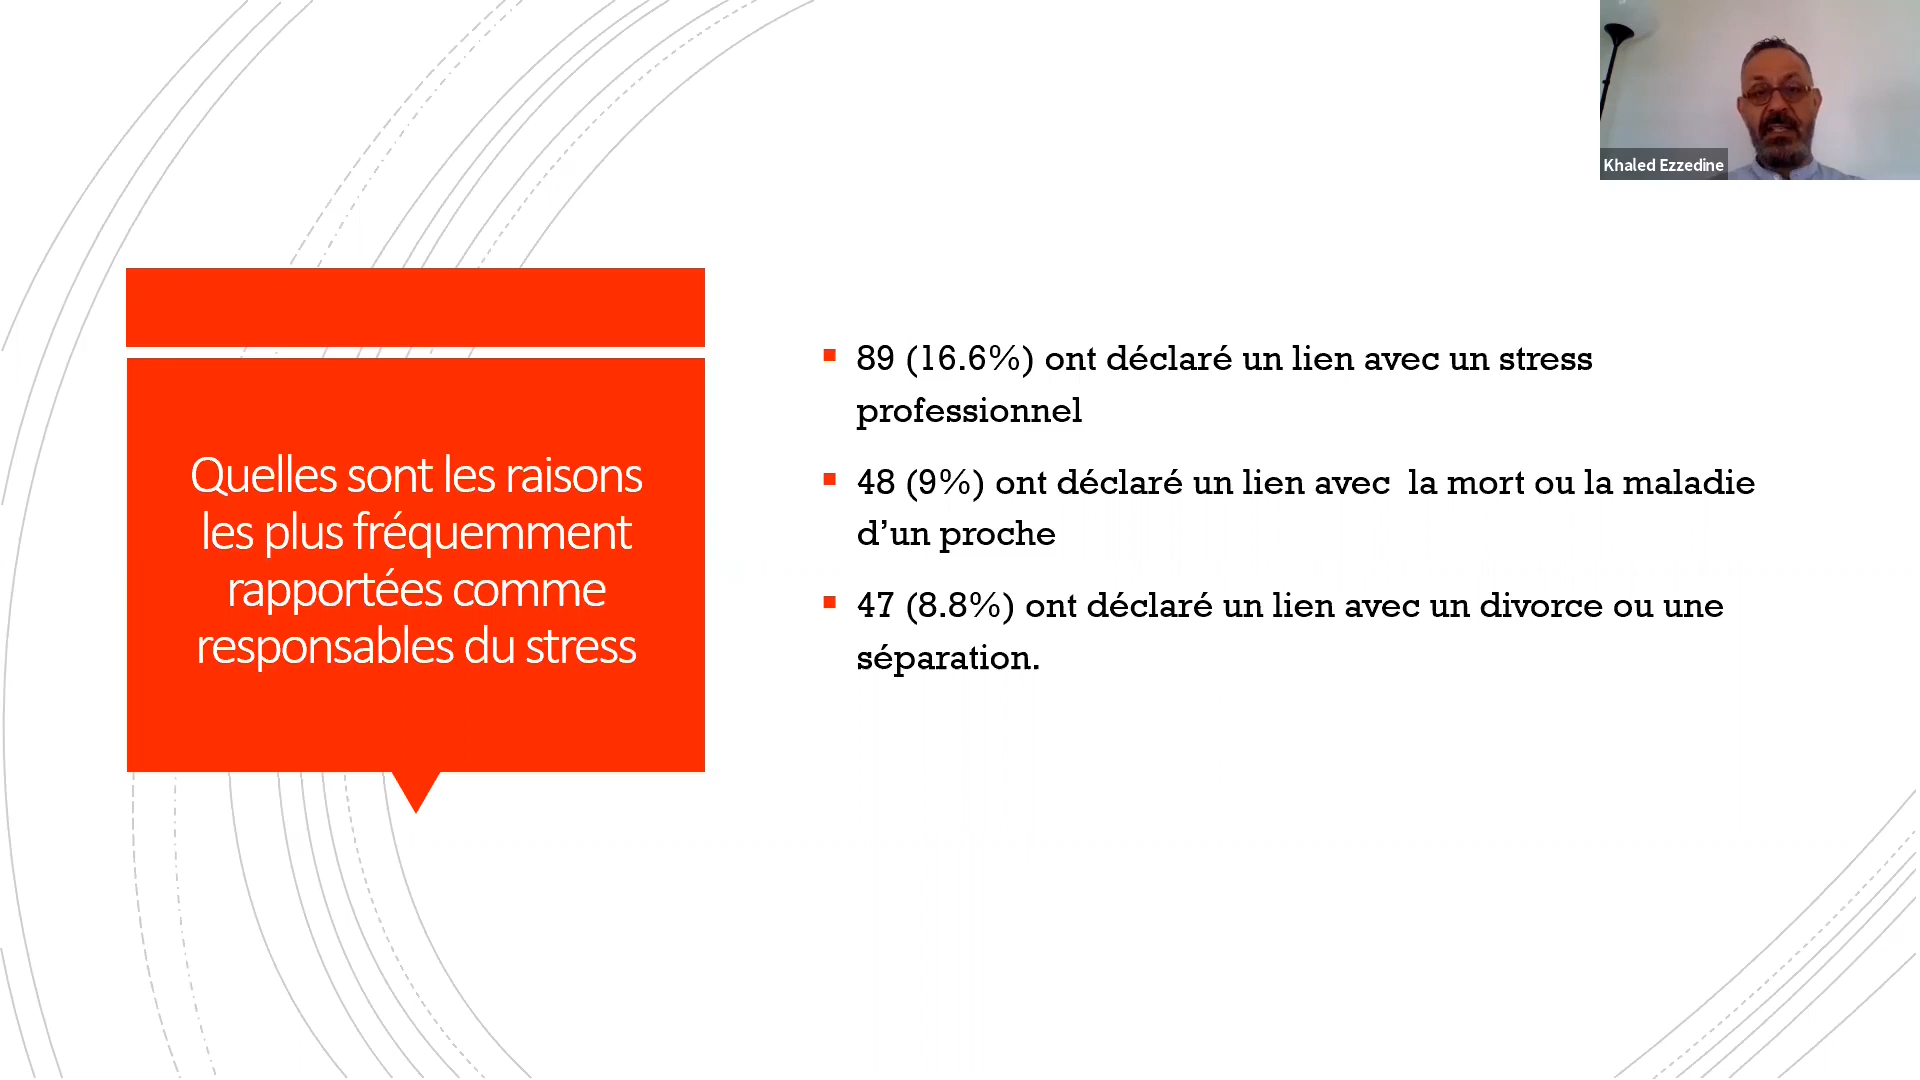 Khaled Ezzedine
Quelles sont les raisons
les plus fréquemment
rapportées comme
responsables du stress
▪ 89 (16.6%) ont déclaré un lien avec un stress
professionnel
▪ 48 (9%) ont déclaré un lien avec  la mort ou la maladie
d’un proche
▪ 47 (8.8%) ont déclaré un lien avec un divorce ou une
séparation.